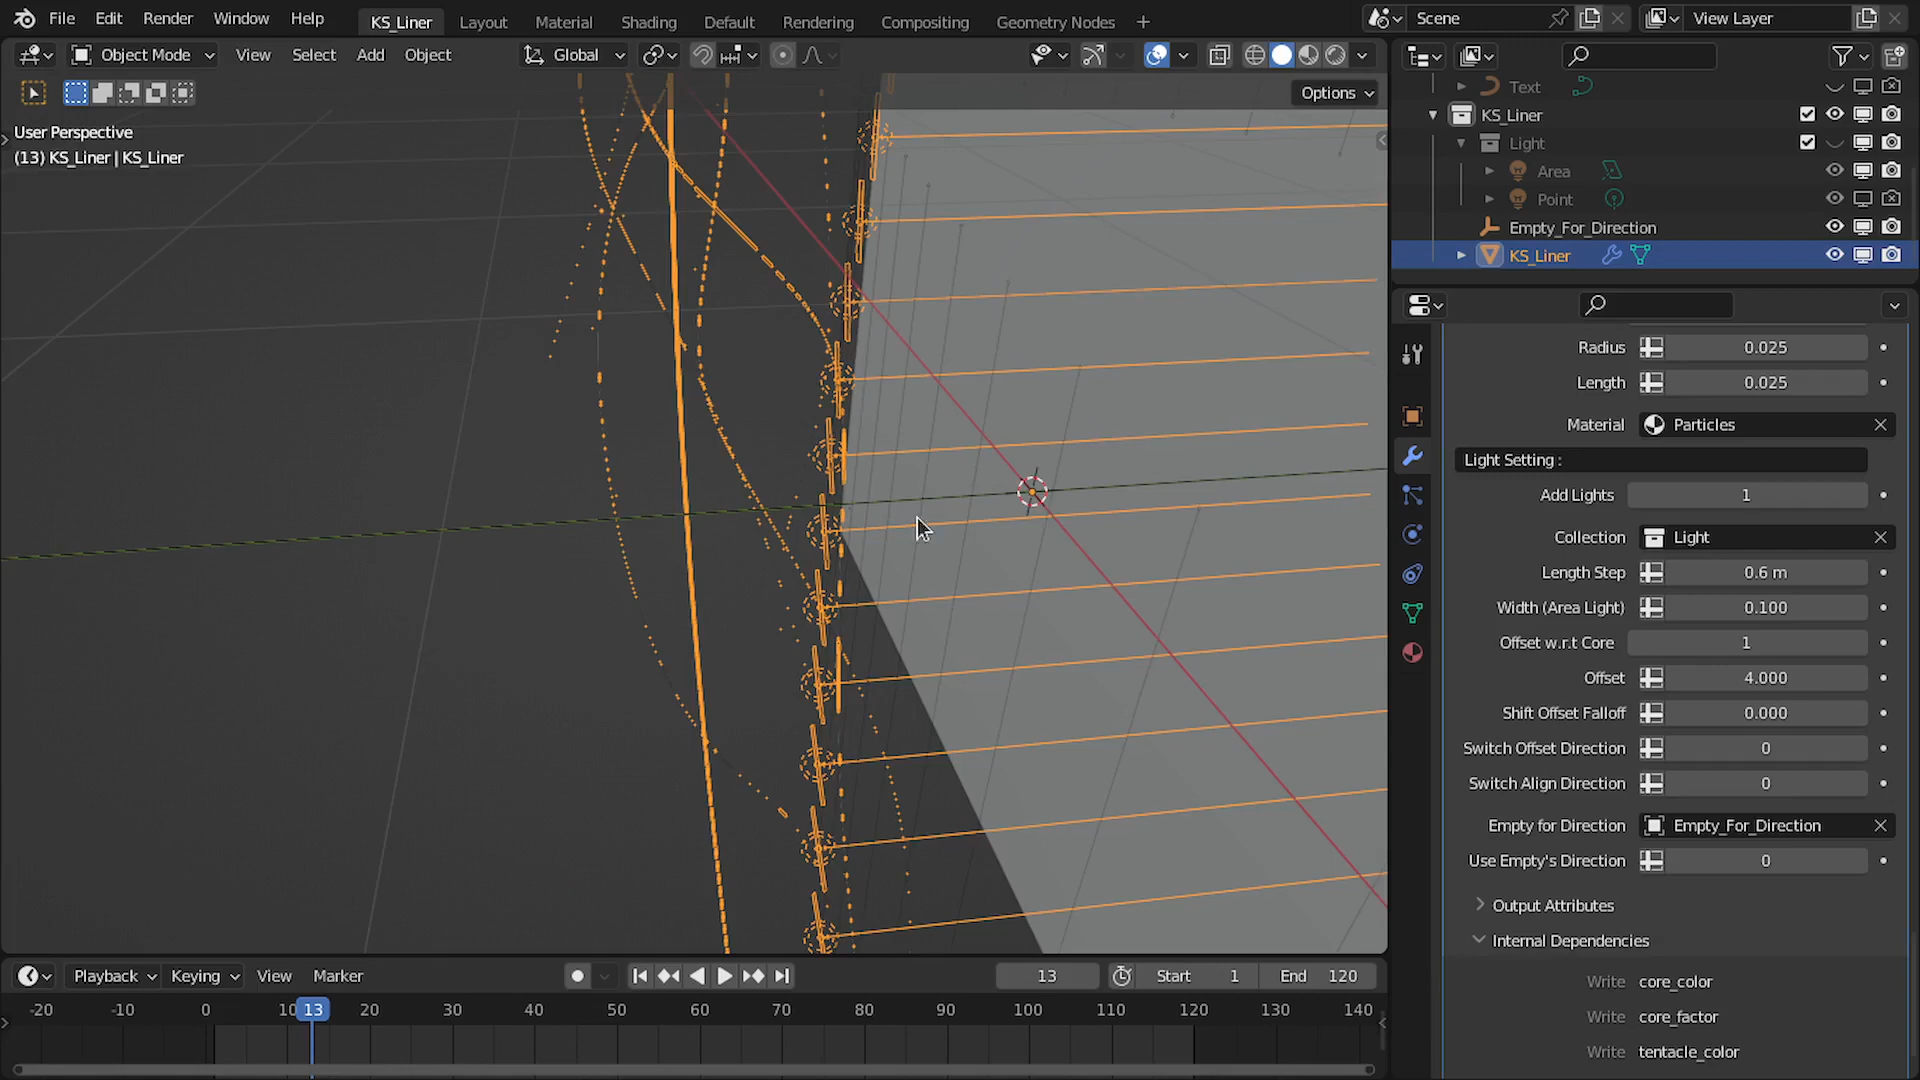 File Edit Render Window Help KS_Liner Layout Material Shading Default Rendering Compositing Geometry Nodes + Scene View Layer
Object Mode View Select Add Object Global
Options
User Perspective
(13) KS_Liner | KS_Liner
Text
KS_Liner
Light
Area
Point
Empty_For_Direction
KS_Liner
Radius 0.025
Length 0.025
Material Particles
Light Setting :
Add Lights 1
Collection Light
Length Step 0.6 m
Width (Area Light) 0.100
Offset w.r.t Core 1
Offset 4.000
Shift Offset Falloff 0.000
Switch Offset Direction 0
Switch Align Direction 0
Empty for Direction Empty_For_Direction
Use Empty's Direction 0
Output Attributes
Internal Dependencies
Write core_color
Write core_factor
Write tentacle_color
Playback Keying View Marker 13 Start 1 End 120
-20 -10 0 10 13 20 30 40 50 60 70 80 90 100 110 120 130 140